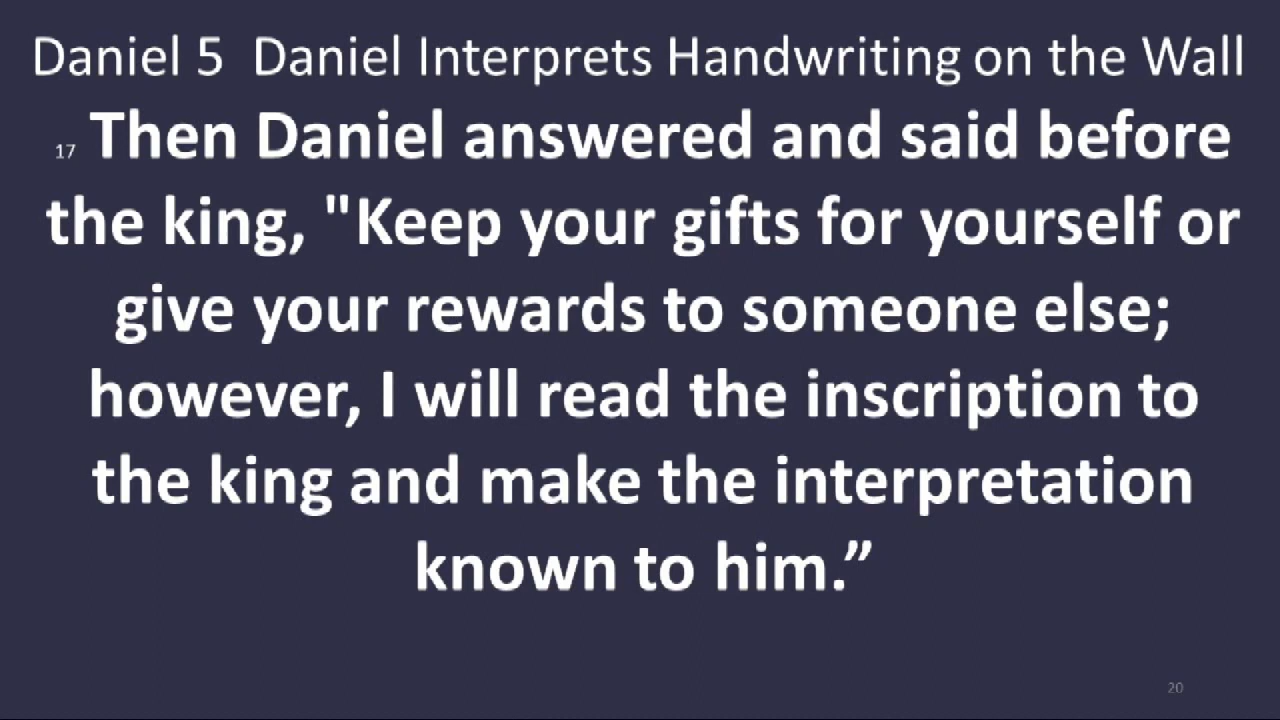 Daniel 5  Daniel Interprets Handwriting on the Wall
17 Then Daniel answered and said before
the king, "Keep your gifts for yourself or
give your rewards to someone else;
however, I will read the inscription to
the king and make the interpretation
known to him.”
20